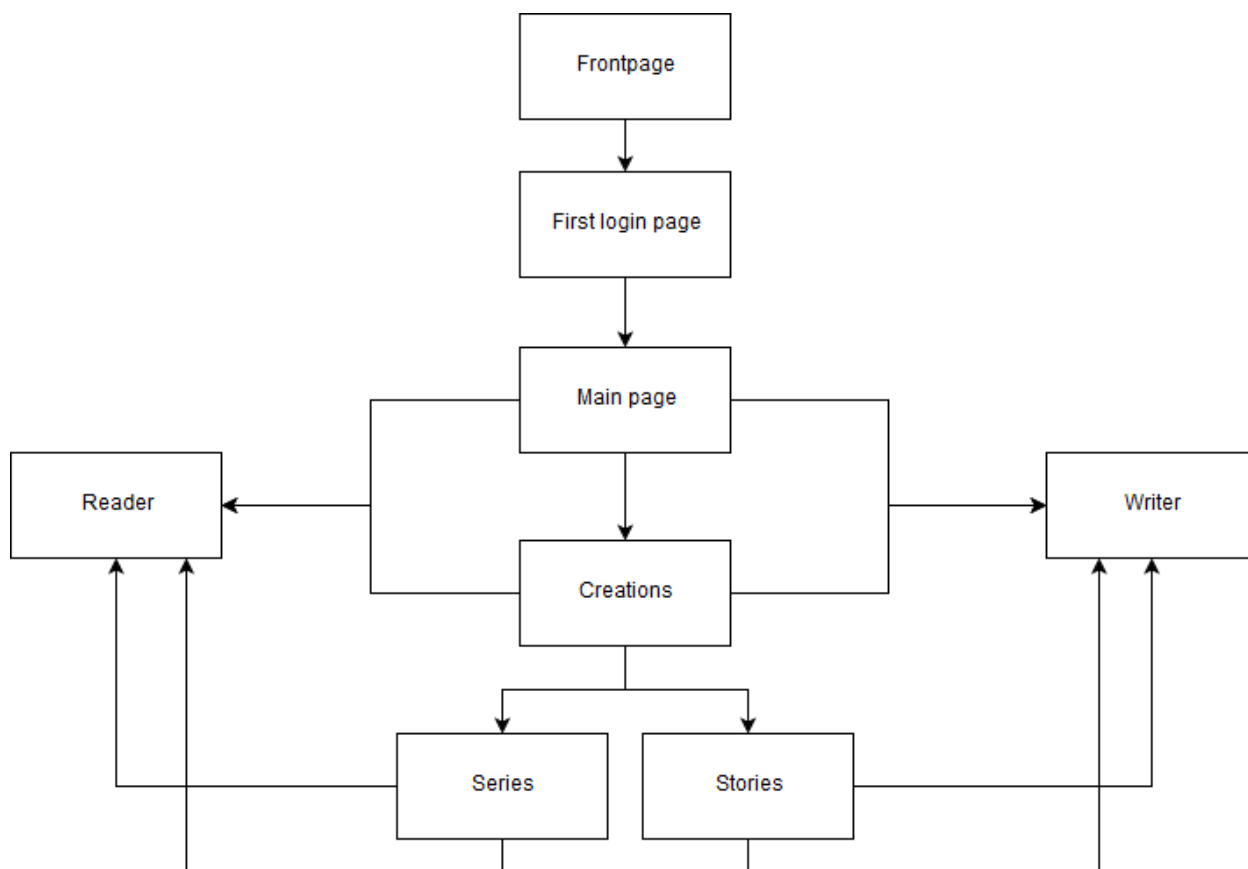 Frontpage
First login page
Main page
Reader
Writer
Creations
Series
Stories